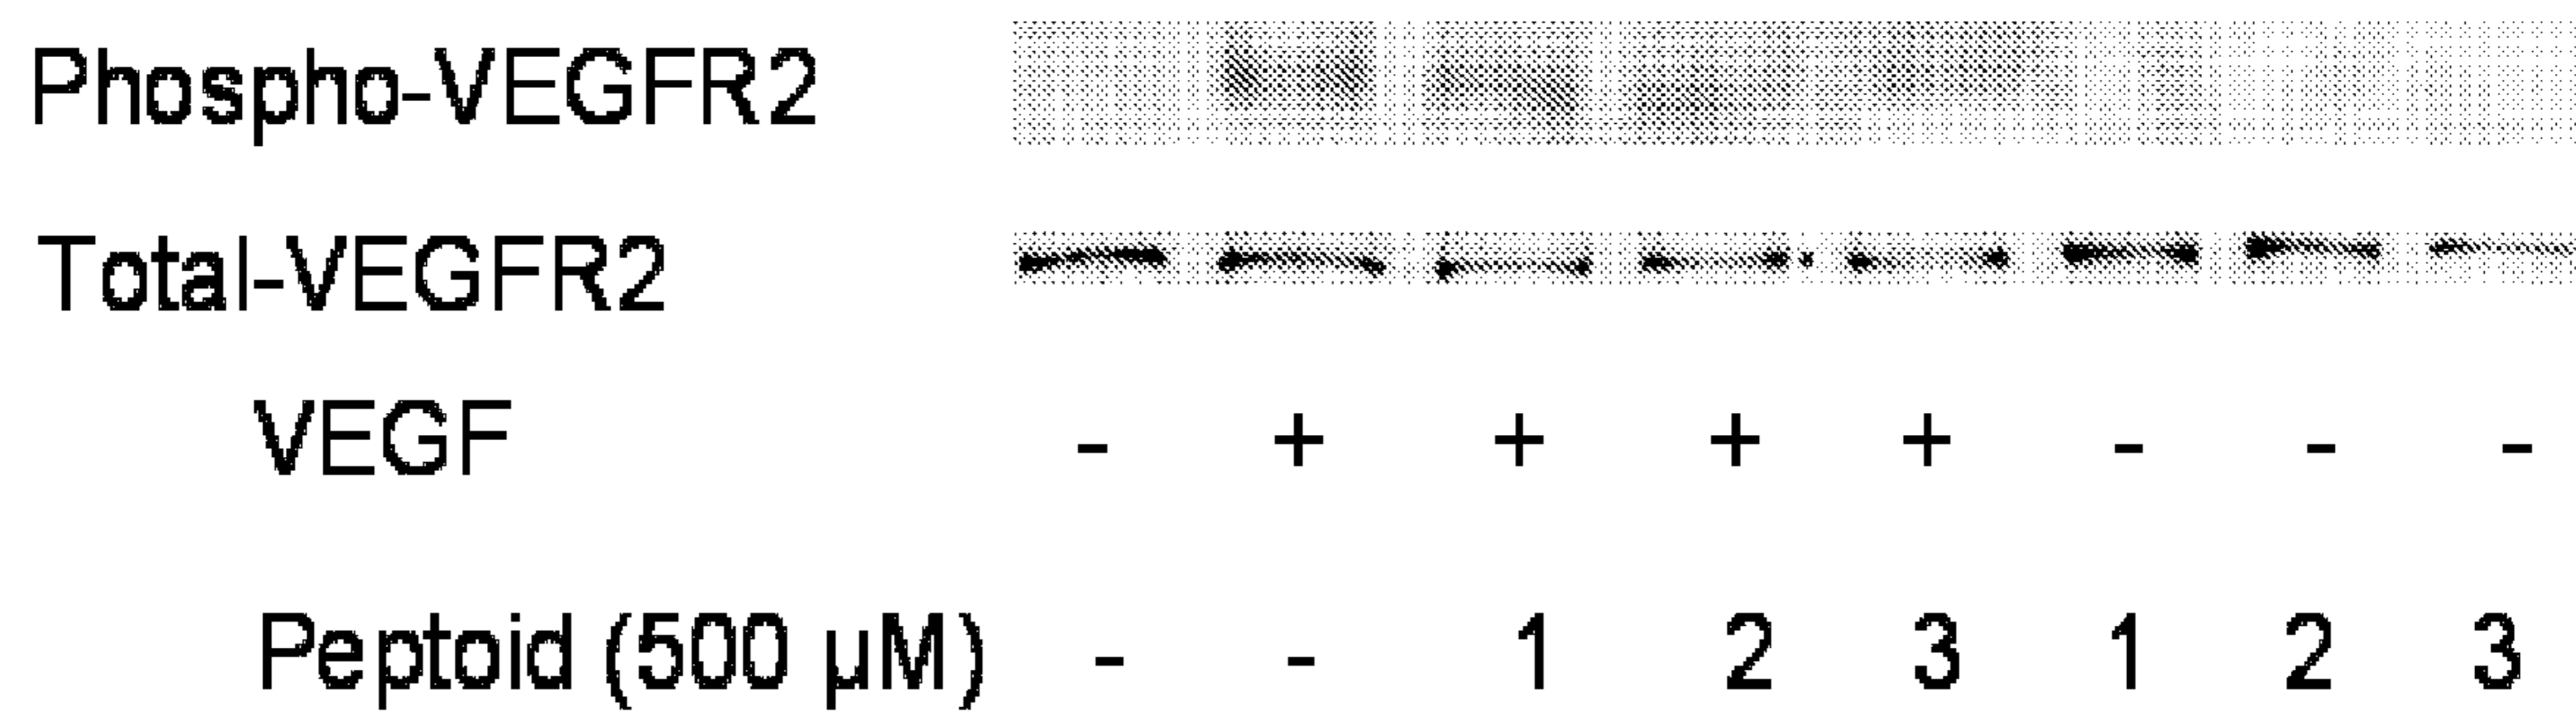 Phospho-VEGFR2
Total-VEGFR2
VEGF - + + + + - - -
Peptoid (500 µM) - - 1 2 3 1 2 3